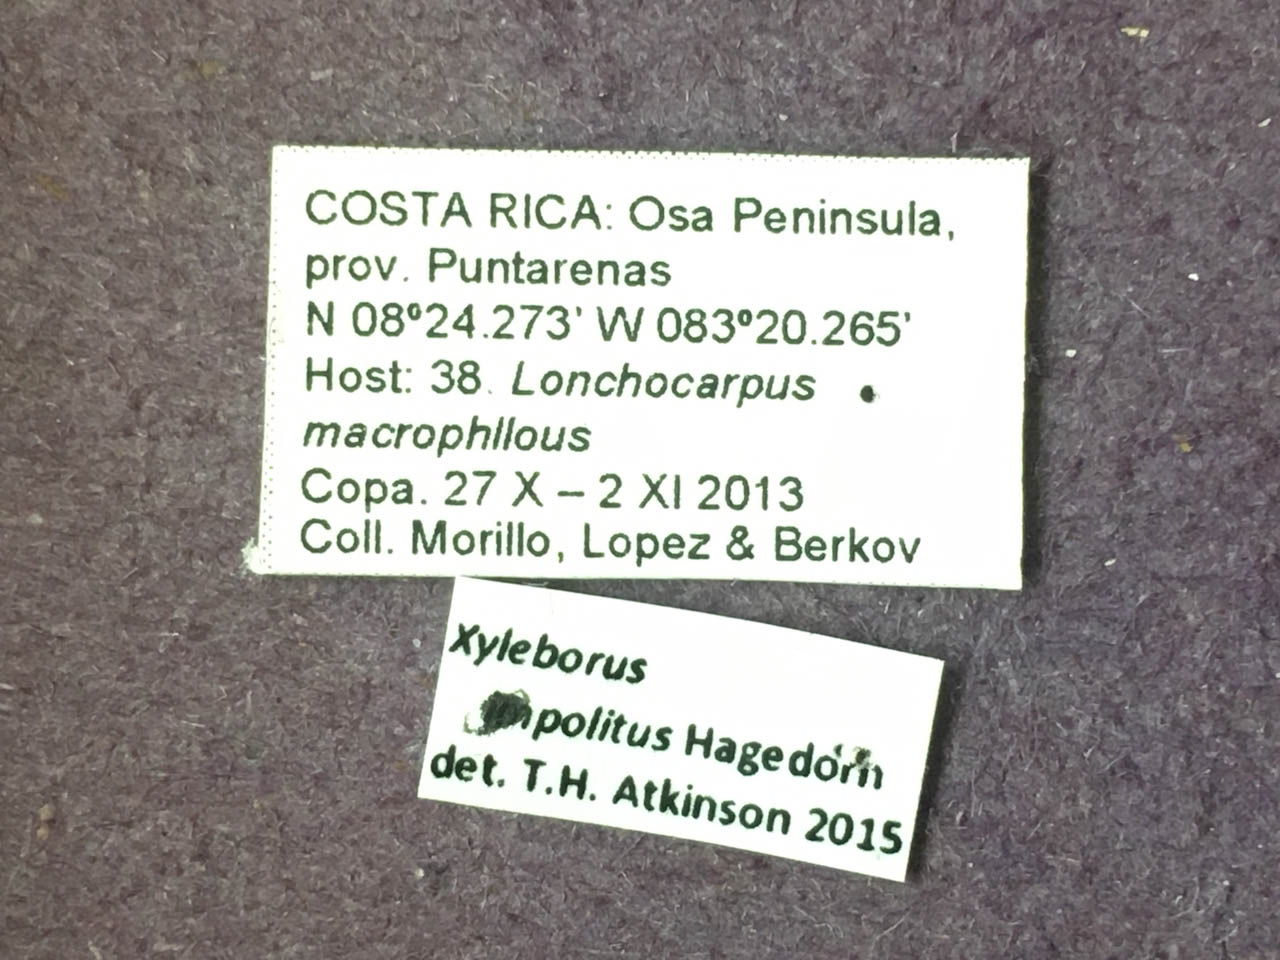 COSTA RICA: Osa Peninsula,
prov. Puntarenas
N 08º24.273' W 083º20.265'
Host: 38. Lonchocarpus
macrophllous
Copa. 27 X – 2 XI 2013
Coll. Morillo, Lopez & Berkov
Xyleborus
politus Hagedorn
det. T.H. Atkinson 2015